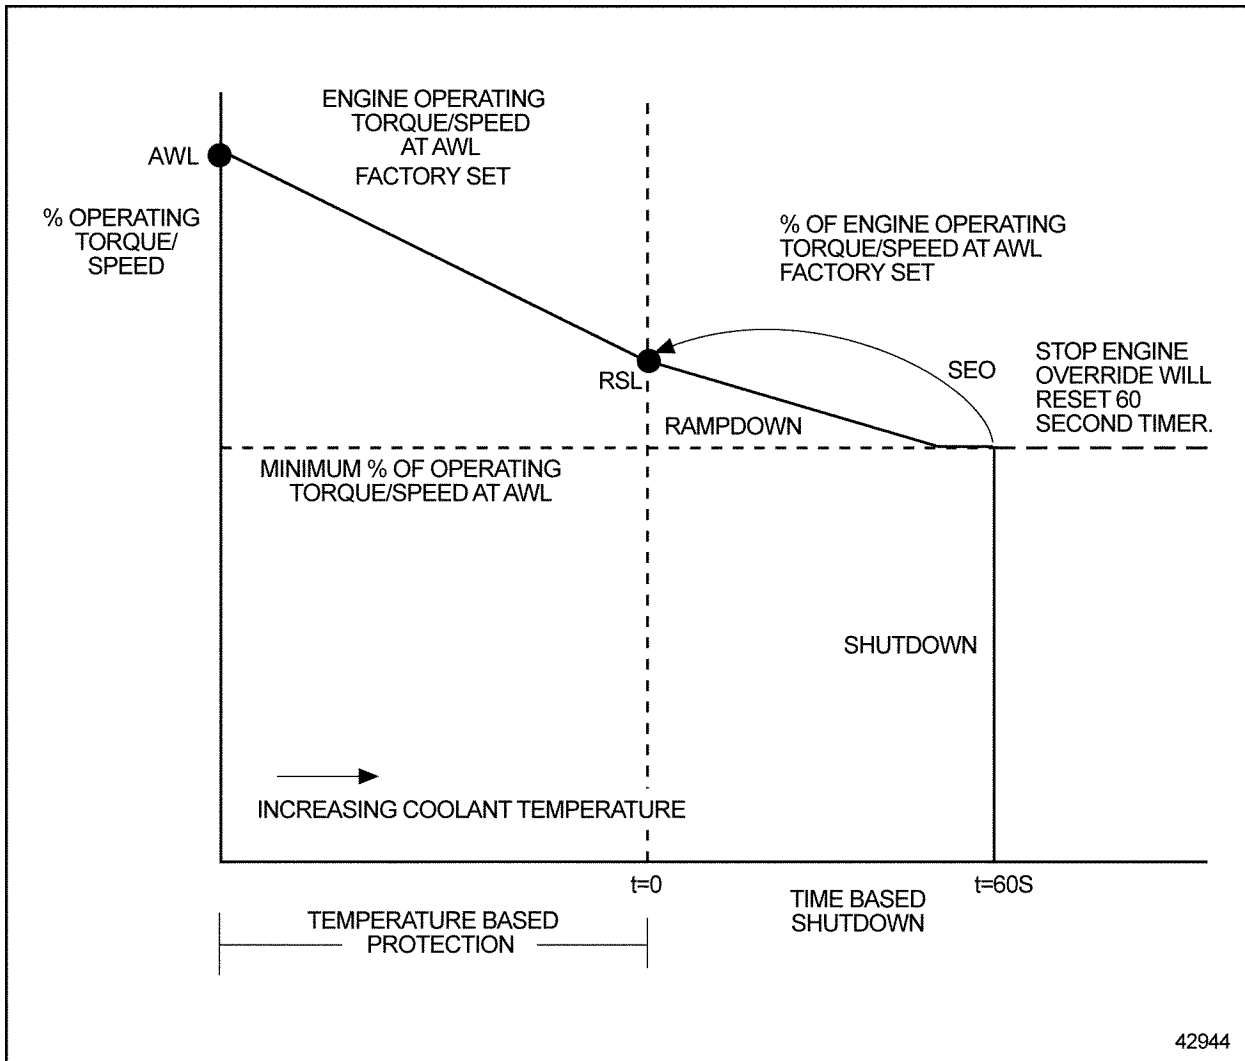 ENGINE OPERATING
TORQUE/SPEED
AT AWL
FACTORY SET
AWL
% OPERATING
TORQUE/
SPEED
% OF ENGINE OPERATING
TORQUE/SPEED AT AWL
FACTORY SET
RSL
SEO
STOP ENGINE
OVERRIDE WILL
RESET 60
SECOND TIMER.
RAMPDOWN
MINIMUM % OF OPERATING
TORQUE/SPEED AT AWL
SHUTDOWN
INCREASING COOLANT TEMPERATURE
t=0
t=60S
TIME BASED
SHUTDOWN
TEMPERATURE BASED
PROTECTION
42944